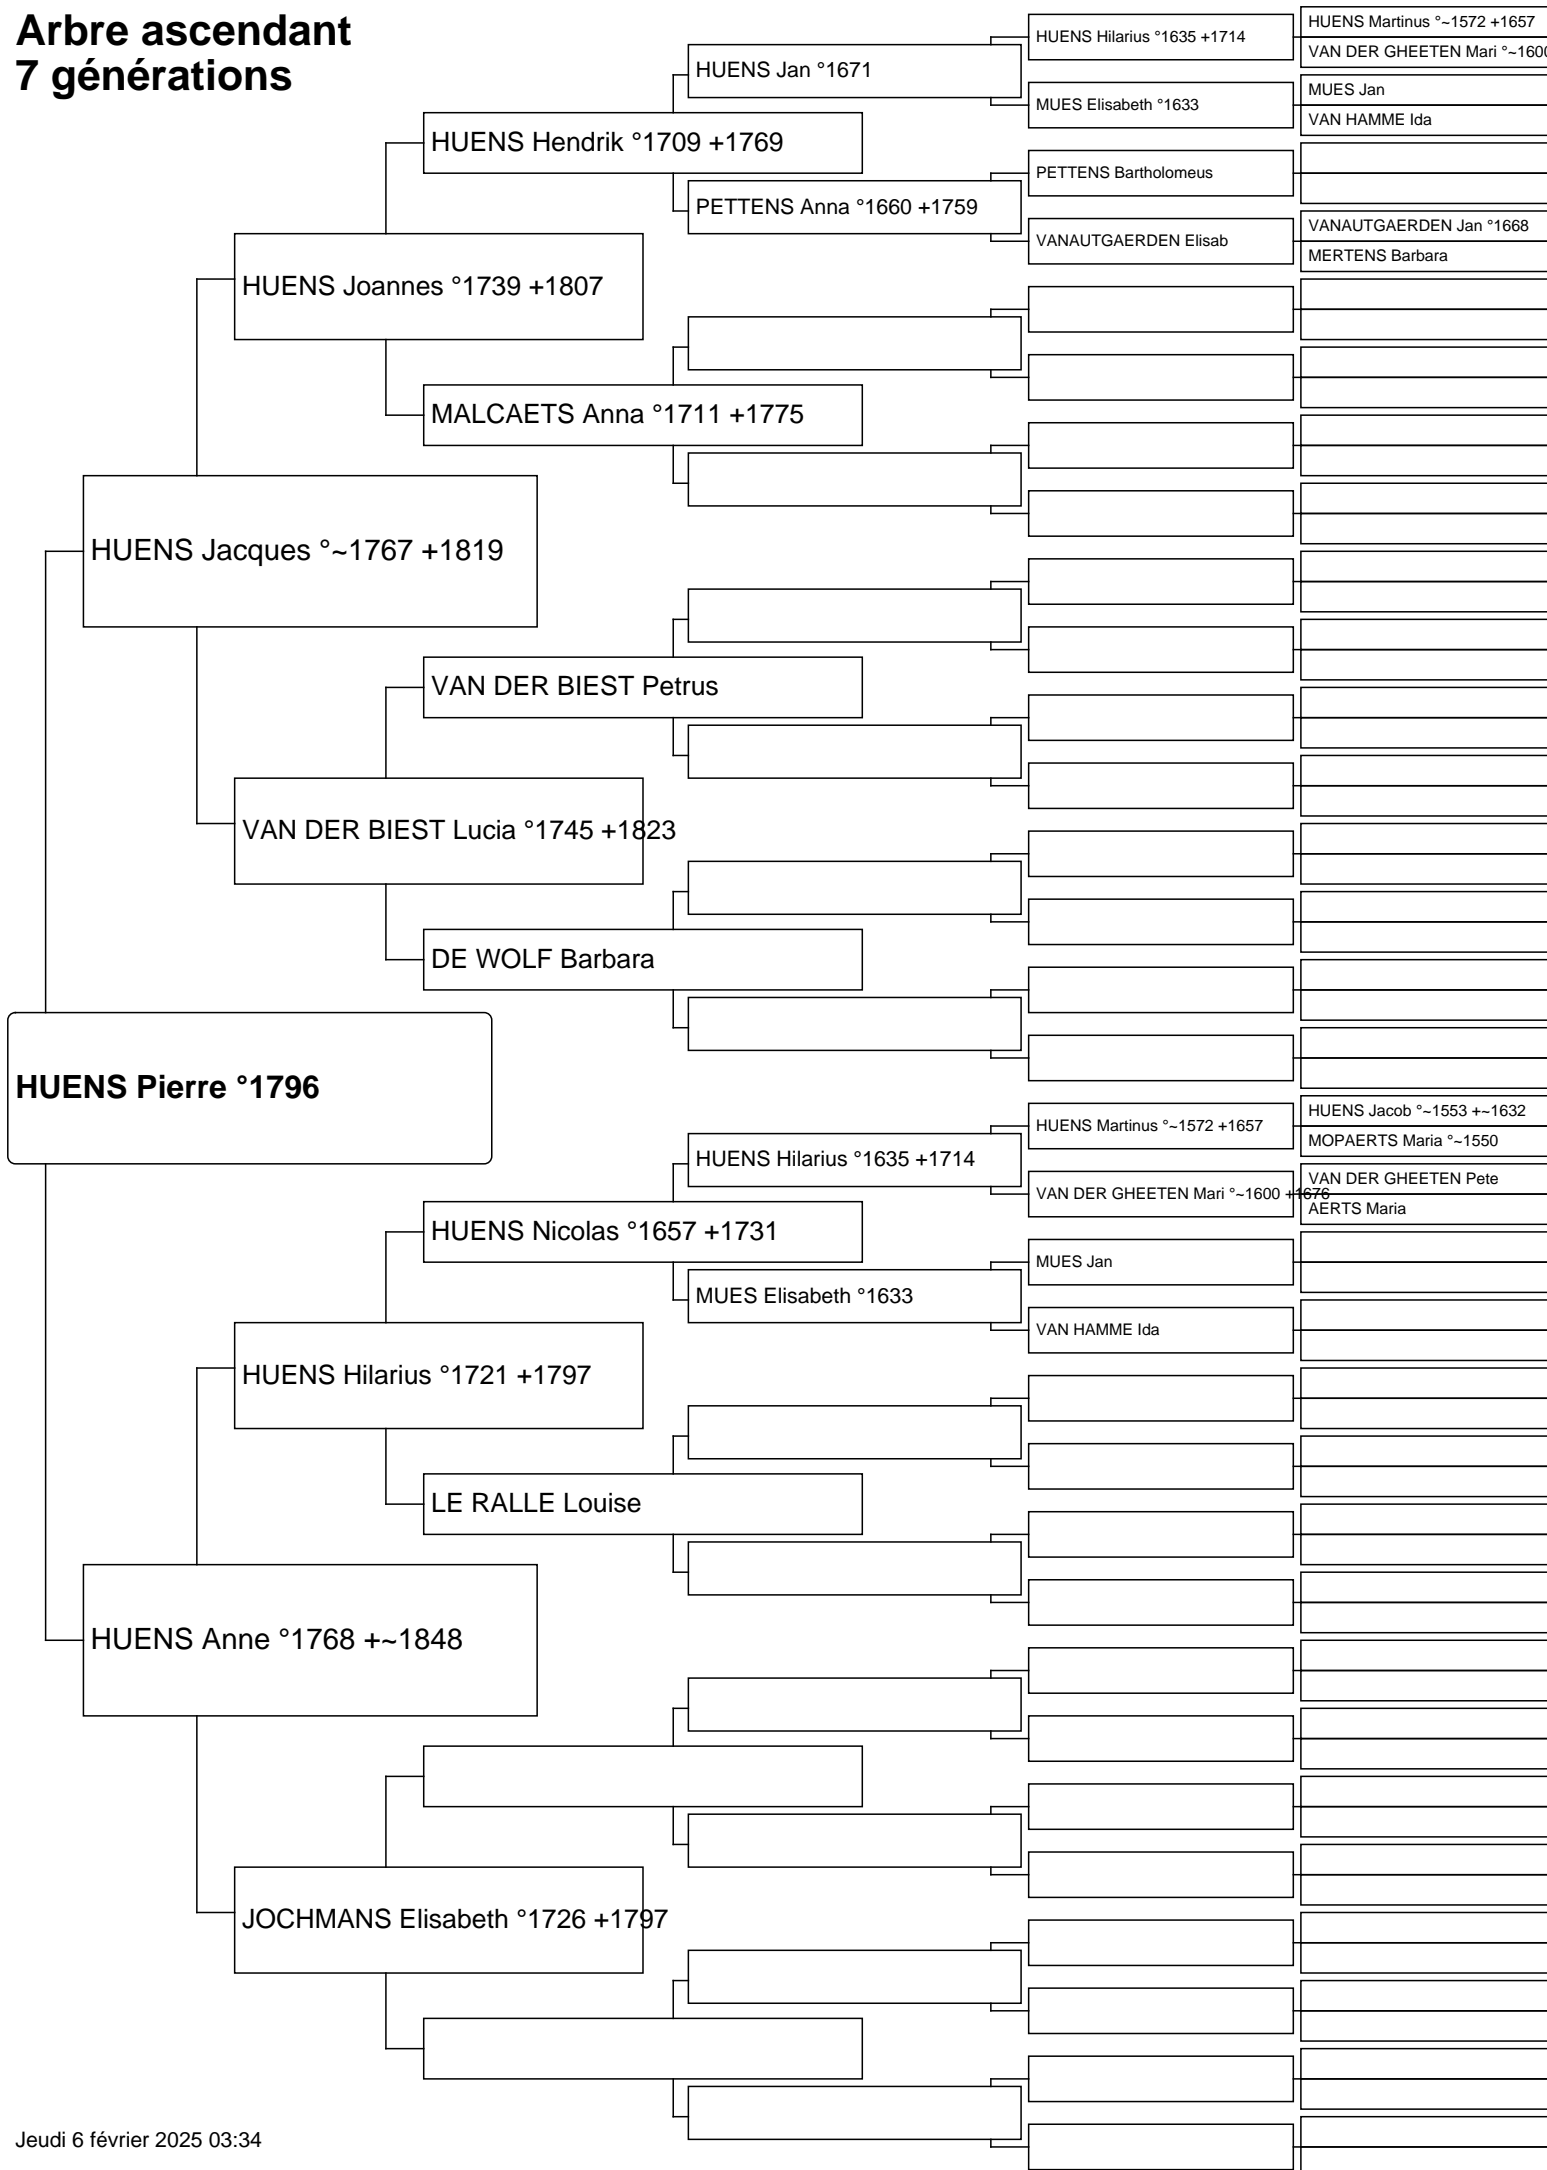 Arbre ascendant
7 générations
HUENS Martinus °~1572 +1657
HUENS Hilarius °1635 +1714
VAN DER GHEETEN Mari °~1600
HUENS Jan °1671
MUES Jan
MUES Elisabeth °1633
VAN HAMME Ida
HUENS Hendrik °1709 +1769
PETTENS Bartholomeus
PETTENS Anna °1660 +1759
VANAUTGAERDEN Jan °1668
VANAUTGAERDEN Elisab
MERTENS Barbara
HUENS Joannes °1739 +1807
MALCAETS Anna °1711 +1775
HUENS Jacques °~1767 +1819
VAN DER BIEST Petrus
VAN DER BIEST Lucia °1745 +1823
DE WOLF Barbara
HUENS Pierre °1796
HUENS Jacob °~1553 +~1632
HUENS Martinus °~1572 +1657
MOPAERTS Maria °~1550
HUENS Hilarius °1635 +1714
VAN DER GHEETEN Pete
VAN DER GHEETEN Mari °~1600 +1676
AERTS Maria
HUENS Nicolas °1657 +1731
MUES Jan
MUES Elisabeth °1633
VAN HAMME Ida
HUENS Hilarius °1721 +1797
LE RALLE Louise
HUENS Anne °1768 +~1848
JOCHMANS Elisabeth °1726 +1797
Jeudi 6 février 2025 03:34